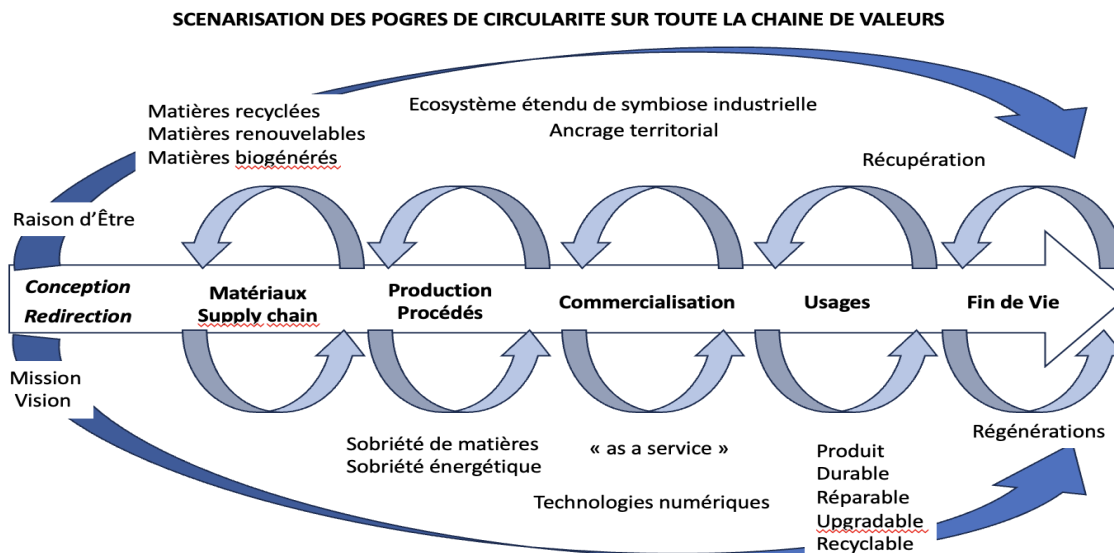 SCENARISATION DES POGRES DE CIRCULARITE SUR TOUTE LA CHAINE DE VALEURS
Matières recyclées
Matières renouvelables
Matières biogénérés
Ecosystème étendu de symbiose industrielle
Ancrage territorial
Récupération
Raison d'Être
Conception
Redirection
Matériaux
Supply chain
Production
Procédés
Commercialisation
Usages
Fin de Vie
Mission
Vision
Sobriété de matières
Sobriété énergétique
« as a service »
Technologies numériques
Produit
Durable
Réparable
Upgradable
Recyclable
Régénérations